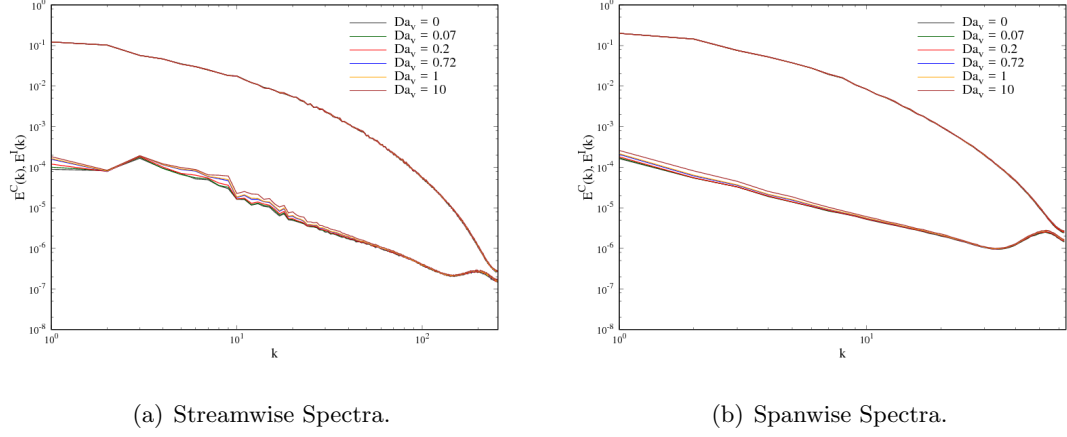 10^0
10^-1
10^-2
10^-3
10^-4
10^-5
10^-6
10^-7
10^-8
E^C(k), E^I(k)
Da_v = 0
Da_v = 0.07
Da_v = 0.2
Da_v = 0.72
Da_v = 1
Da_v = 10
10^0
10^1
10^2
k
(a) Streamwise Spectra.
10^0
10^-1
10^-2
10^-3
10^-4
10^-5
10^-6
10^-7
10^-8
E^C(k), E^I(k)
Da_v = 0
Da_v = 0.07
Da_v = 0.2
Da_v = 0.72
Da_v = 1
Da_v = 10
10^0
10^1
k
(b) Spanwise Spectra.